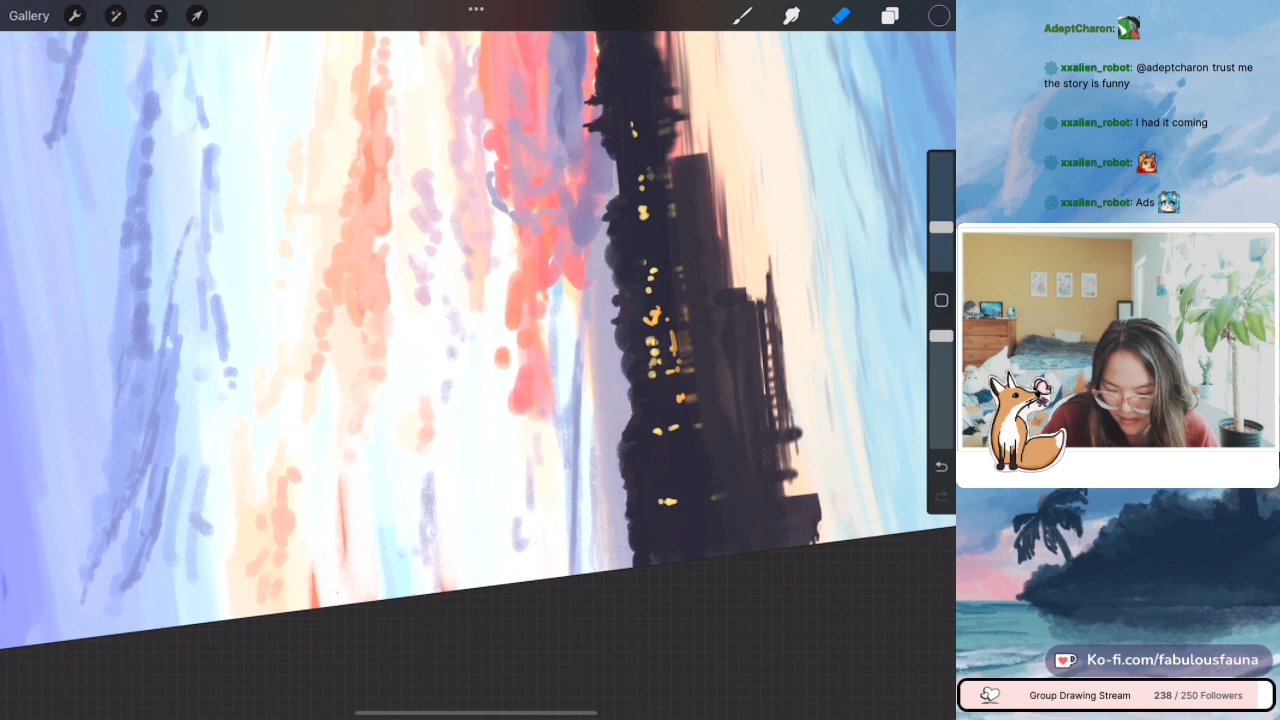 Gallery
AdeptCharon:
xxalien_robot: @adeptcharon trust me
the story is funny
xxalien_robot: I had it coming
xxalien_robot:
xxalien_robot: Ads
Ko-fi.com/fabulousfauna
Group Drawing Stream 238 / 250 Followers